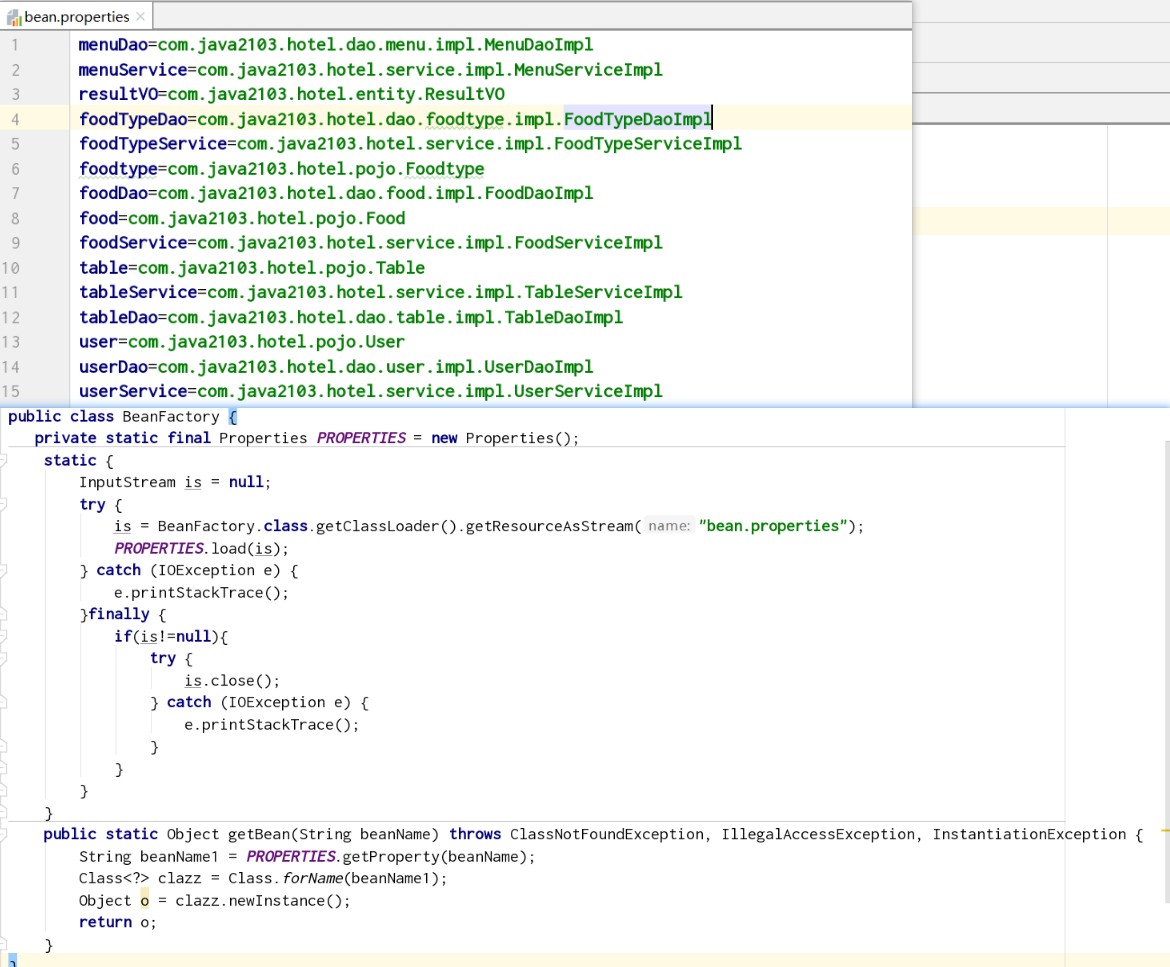 bean.properties
1 menuDao=com.java2103.hotel.dao.menu.impl.MenuDaoImpl
2 menuService=com.java2103.hotel.service.impl.MenuServiceImpl
3 resultVO=com.java2103.hotel.entity.ResultVO
4 foodTypeDao=com.java2103.hotel.dao.foodtype.impl.FoodTypeDaoImpl
5 foodTypeService=com.java2103.hotel.service.impl.FoodTypeServiceImpl
6 foodtype=com.java2103.hotel.pojo.Foodtype
7 foodDao=com.java2103.hotel.dao.food.impl.FoodDaoImpl
8 food=com.java2103.hotel.pojo.Food
9 foodService=com.java2103.hotel.service.impl.FoodServiceImpl
10 table=com.java2103.hotel.pojo.Table
11 tableService=com.java2103.hotel.service.impl.TableServiceImpl
12 tableDao=com.java2103.hotel.dao.table.impl.TableDaoImpl
13 user=com.java2103.hotel.pojo.User
14 userDao=com.java2103.hotel.dao.user.impl.UserDaoImpl
15 userService=com.java2103.hotel.service.impl.UserServiceImpl
public class BeanFactory {
private static final Properties PROPERTIES = new Properties();
static {
InputStream is = null;
try {
is = BeanFactory.class.getClassLoader().getResourceAsStream( name: "bean.properties");
PROPERTIES.load(is);
} catch (IOException e) {
e.printStackTrace();
}finally {
if(is!=null){
try {
is.close();
} catch (IOException e) {
e.printStackTrace();
}
}
}
}
public static Object getBean(String beanName) throws ClassNotFoundException, IllegalAccessException, InstantiationException {
String beanName1 = PROPERTIES.getProperty(beanName);
Class<?> clazz = Class.forName(beanName1);
Object o = clazz.newInstance();
return o;
}
}